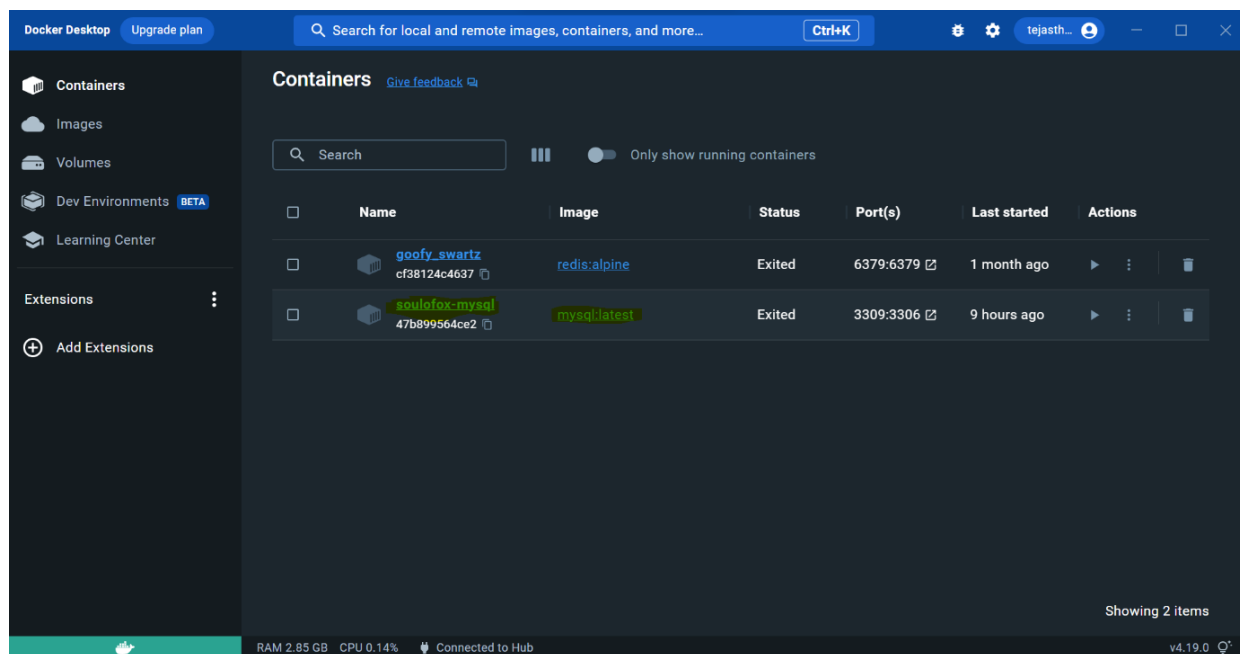 Docker Desktop Upgrade plan Search for local and remote images, containers, and more... Ctrl+K tejasth...
Containers
Images
Volumes
Dev Environments BETA
Learning Center
Extensions
Add Extensions
Containers Give feedback
Search Only show running containers
Name Image Status Port(s) Last started Actions
goofy_swartz redis:alpine Exited 6379:6379 1 month ago
cf38124c4637
soulofox-mysql mysql:latest Exited 3309:3306 9 hours ago
47b899564ce2
Showing 2 items
RAM 2.85 GB CPU 0.14% Connected to Hub v4.19.0